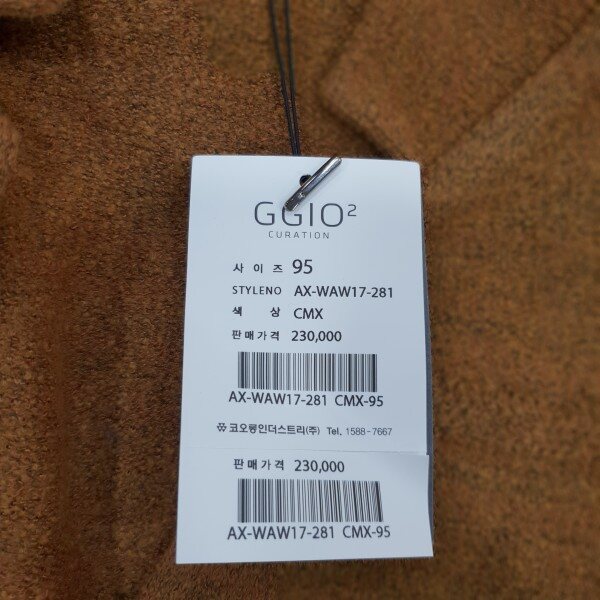 GGIO²
CURATION
사이즈 95
STYLENO AX-WAW17-281
색상 CMX
판매가격 230,000
AX-WAW17-281 CMX-95
코오롱인더스트리(주) Tel. 1588-7667
판매가격 230,000
AX-WAW17-281 CMX-95